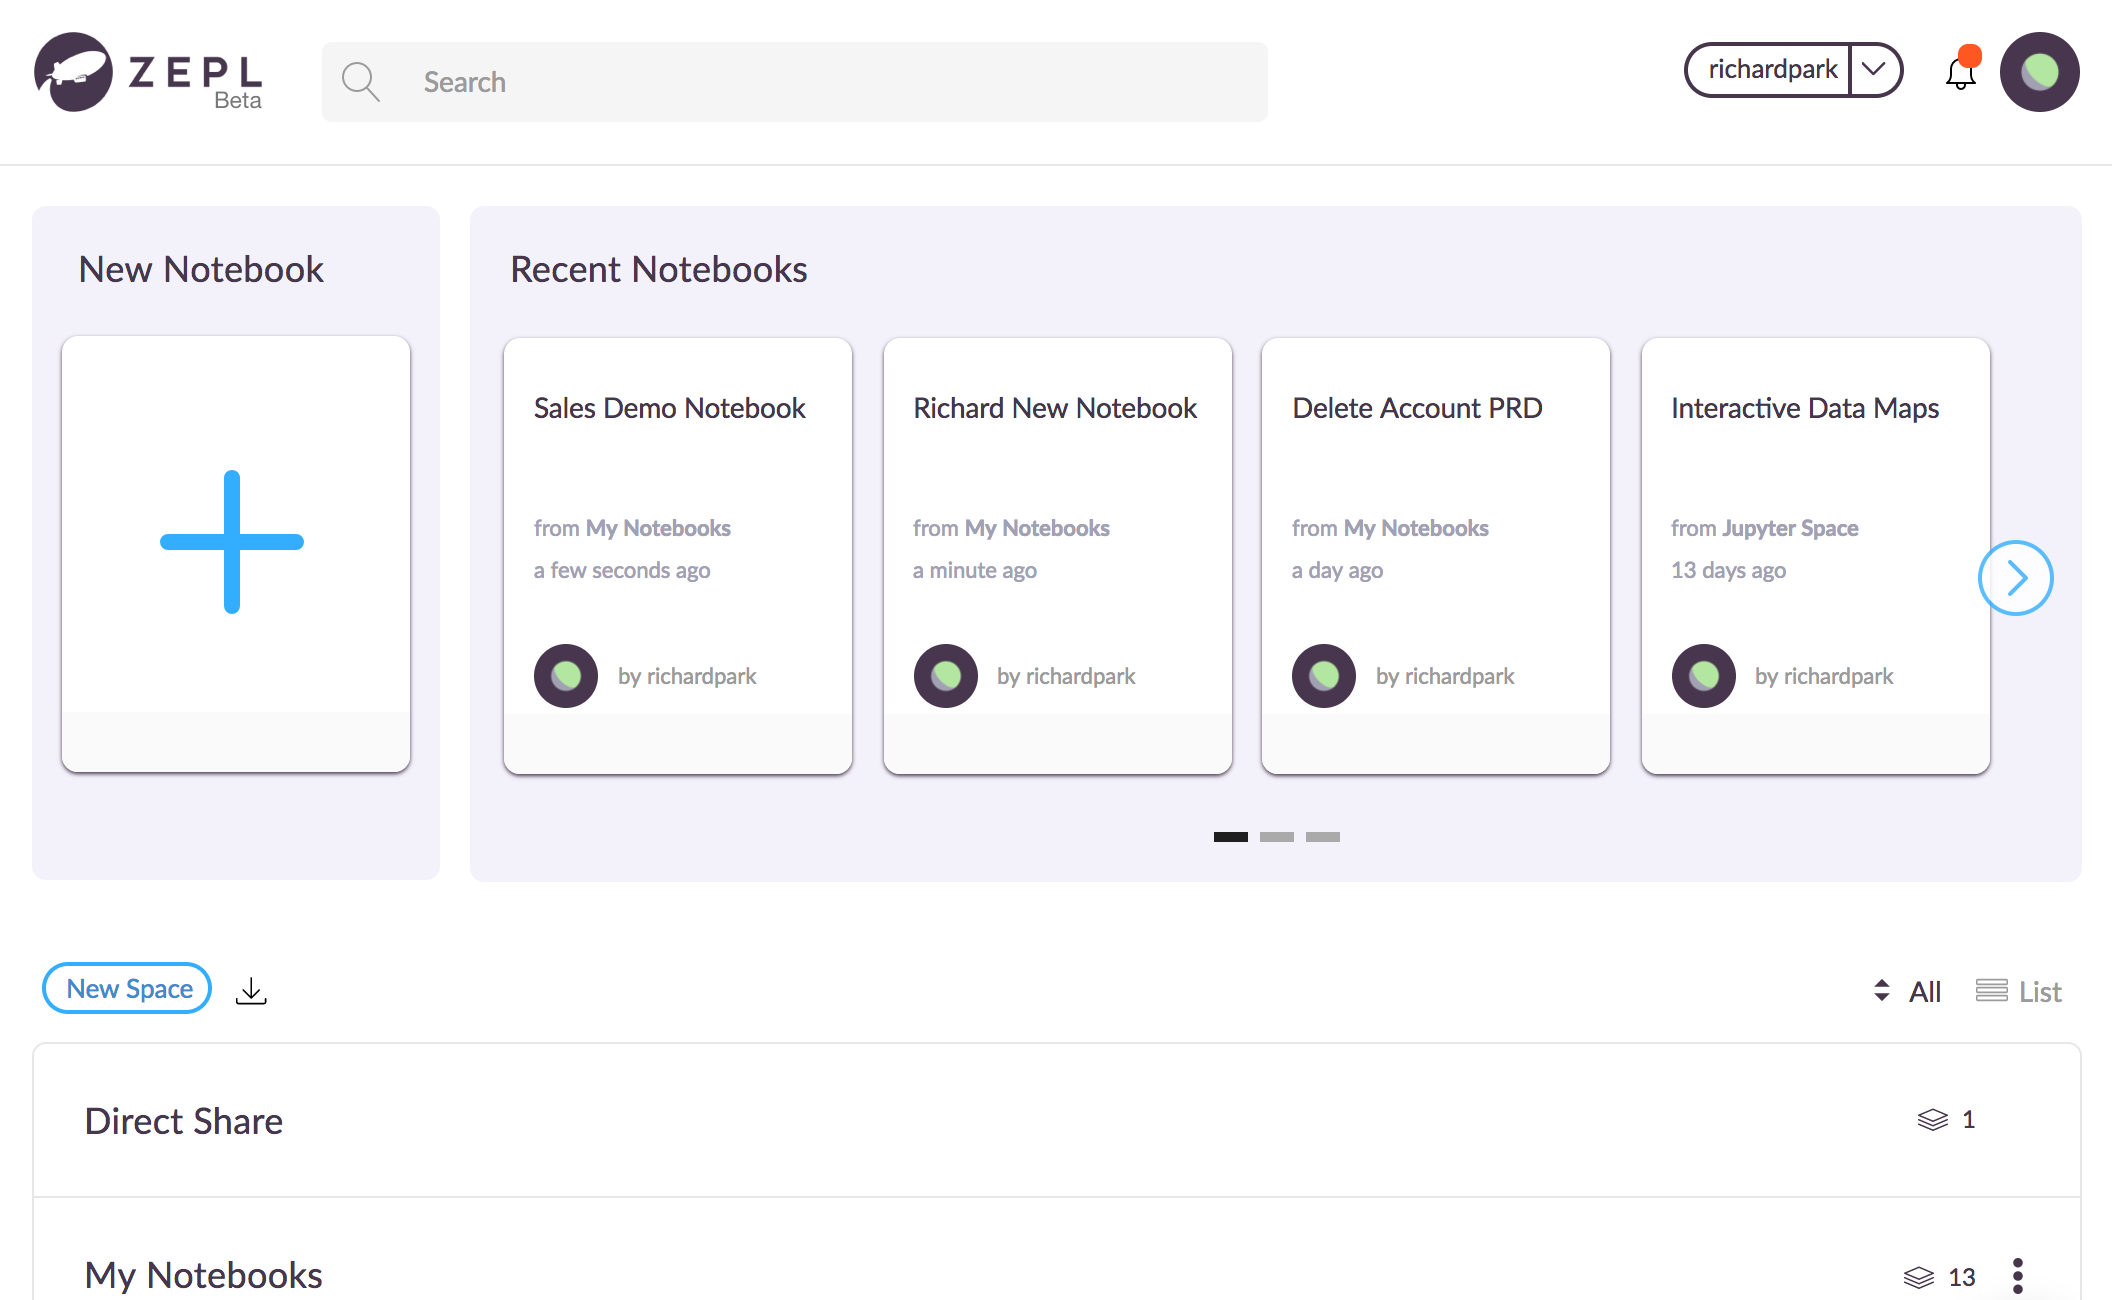 ZEPL
Beta
Search
richardpark
New Notebook
Recent Notebooks
Sales Demo Notebook
from My Notebooks
a few seconds ago
by richardpark
Richard New Notebook
from My Notebooks
a minute ago
by richardpark
Delete Account PRD
from My Notebooks
a day ago
by richardpark
Interactive Data Maps
from Jupyter Space
13 days ago
by richardpark
New Space
All
List
Direct Share
1
My Notebooks
13